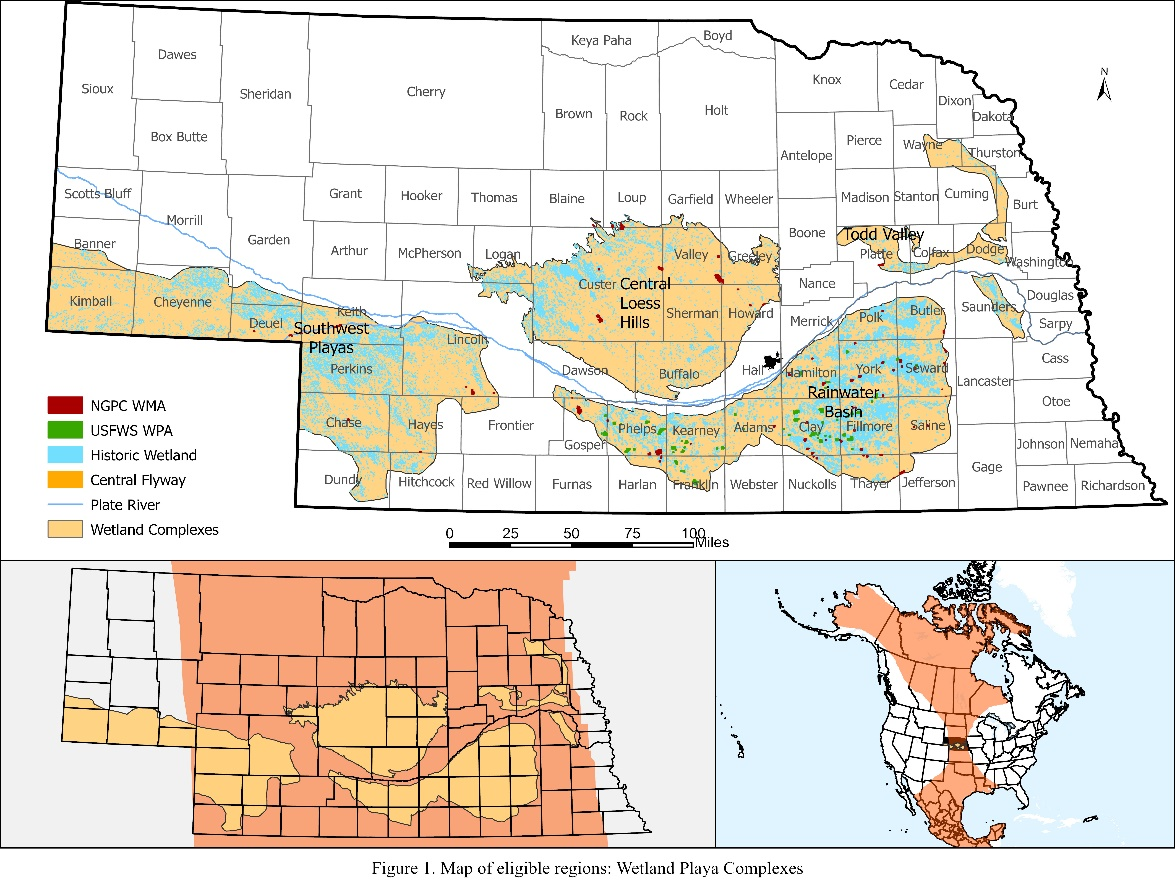 Keya Paha
Boyd
N
Dawes
Knox
Sioux
Cherry
Cedar
Sheridan
Dixon
Brown
Rock
Holt
Dakota
Box Butte
Pierce
Wayne
Antelope
Thurston
Scotts Bluff
Grant
Hooker
Thomas
Blaine
Loup
Garfield
Wheeler
Madison
Stanton
Cuming
Burt
Morrill
Boone
Todd Valley
Banner
Garden
Arthur
McPherson
Logan
Valley
Greeley
Platte
Colfax
Dodge
Washington
Custer
Central
Loess
Hills
Nance
Kimball
Cheyenne
Douglas
Keith
Sherman
Howard
Merrick
Polk
Butler
Saunders
Deuel
Southwest
Playas
Lincoln
Sarpy
Perkins
Dawson
Buffalo
Hall
Hamilton
York
Seward
Cass
Lancaster
Rainwater
Basin
Otoe
NGPC WMA
USFWS WPA
Historic Wetland
Central Flyway
Plate River
Wetland Complexes
Chase
Hayes
Frontier
Gosper
Phelps
Kearney
Adams
Clay
Fillmore
Saline
Johnson
Nemaha
Gage
Dundy
Hitchcock
Red Willow
Furnas
Harlan
Franklin
Webster
Nuckolls
Thayer
Jefferson
Pawnee
Richardson
0 25 50 75 100
Miles
Figure 1. Map of eligible regions: Wetland Playa Complexes